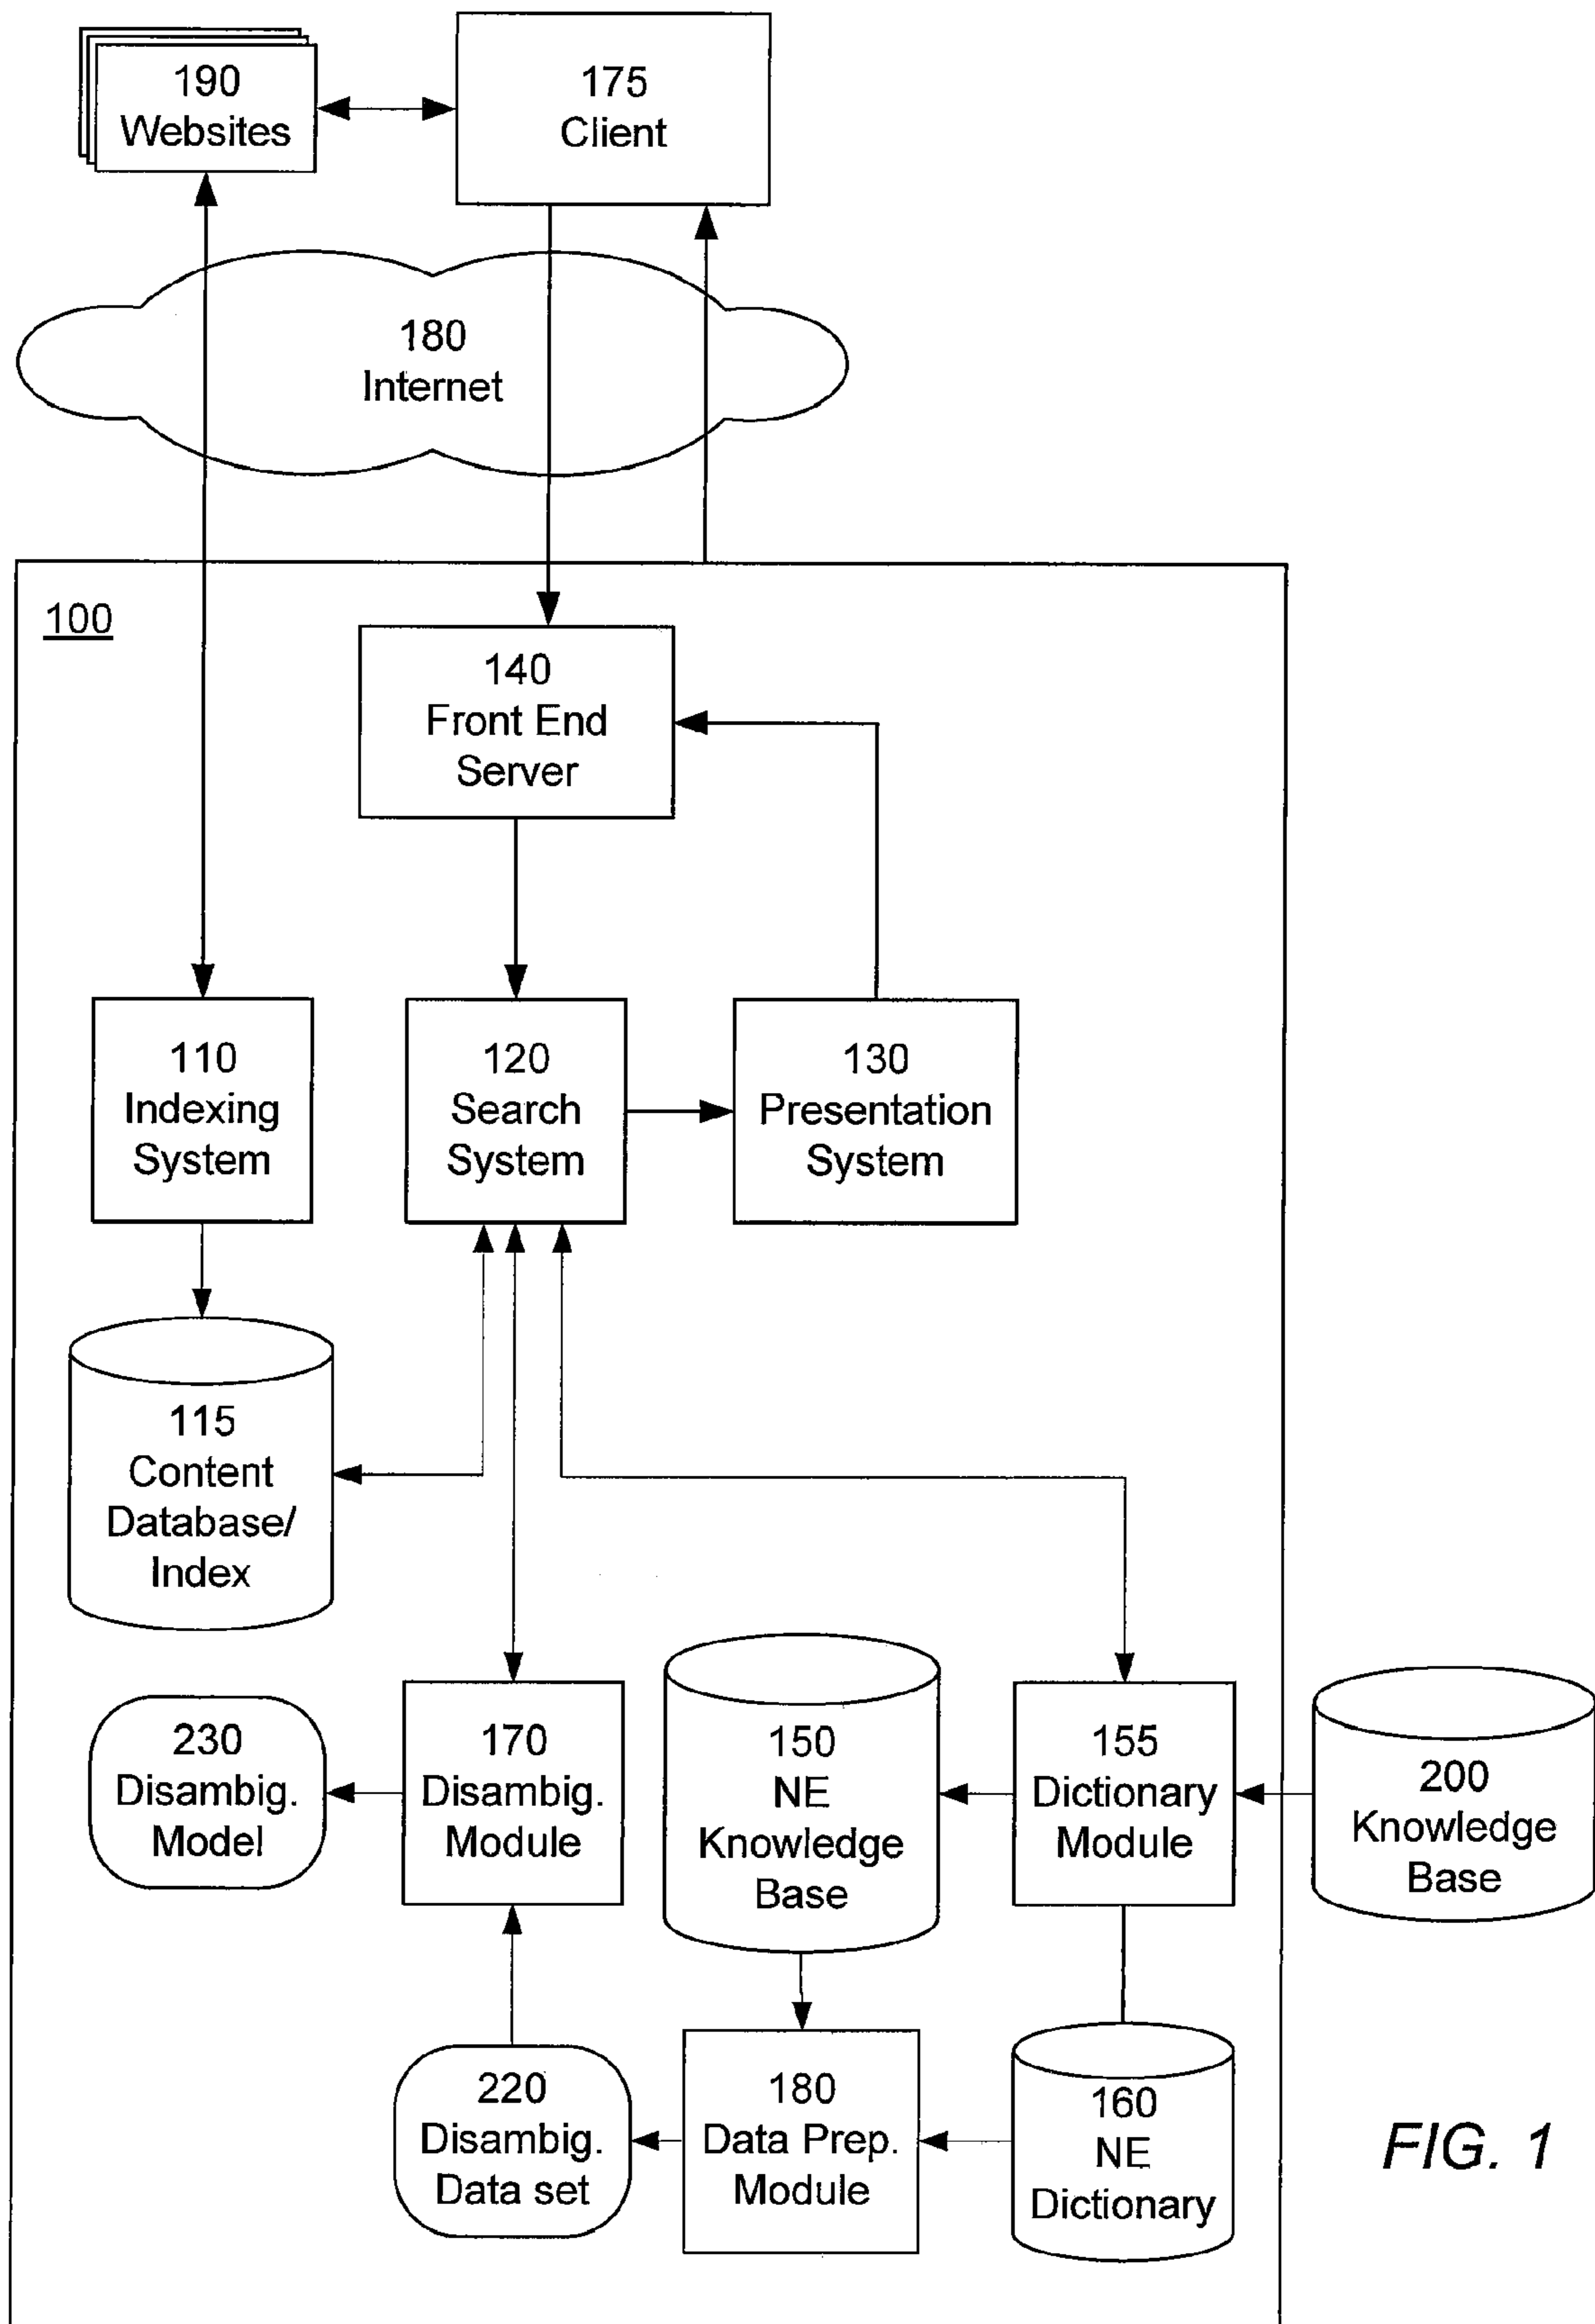 190
Websites
175
Client
180
Internet
100
140
Front End
Server
110
Indexing
System
120
Search
System
130
Presentation
System
115
Content
Database/
Index
230
Disambig.
Model
170
Disambig.
Module
150
NE
Knowledge
Base
155
Dictionary
Module
200
Knowledge
Base
220
Disambig.
Data set
180
Data Prep.
Module
160
NE
Dictionary
FIG. 1